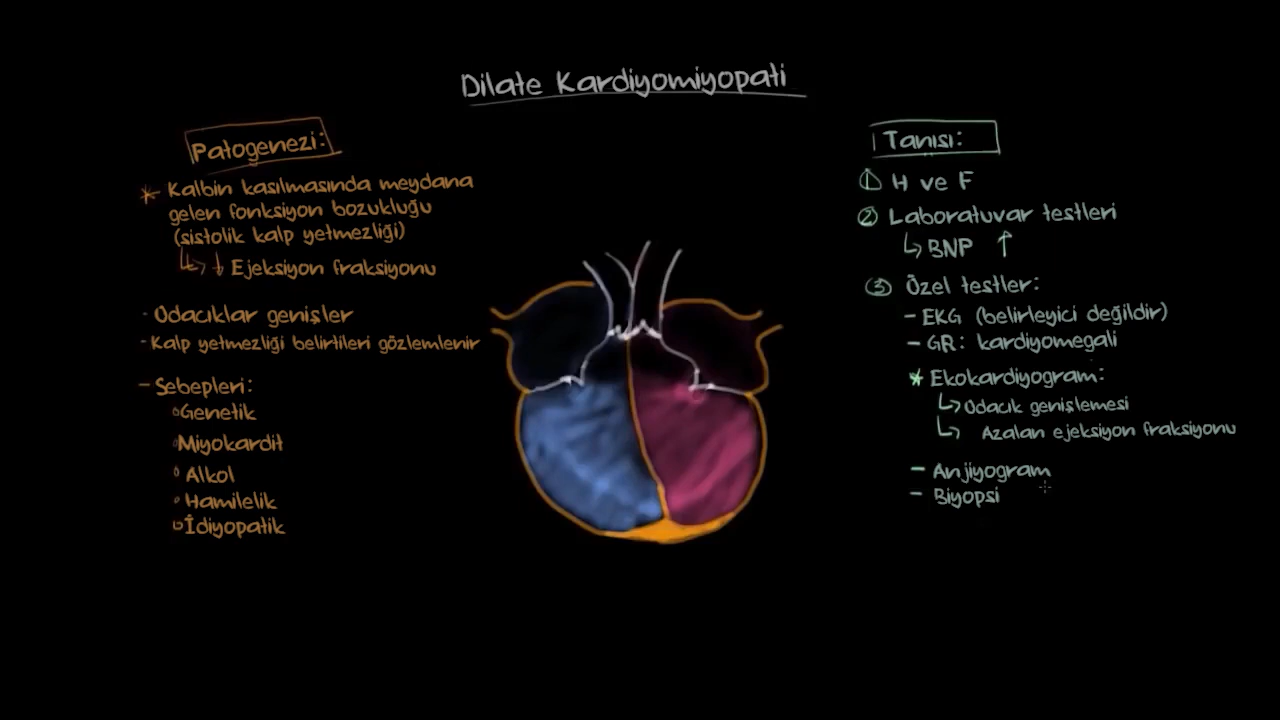 Dilate Kardiyomiyopati
Patogenezi:
* Kalbin kasılmasında meydana
gelen fonksiyon bozukluğu
(sistolik kalp yetmezliği)
↳ ↓ Ejeksiyon fraksiyonu
- Odacıklar genişler
- Kalp yetmezliği belirtileri gözlemlenir
- Sebepleri:
Genetik
Miyokardit
Alkol
Hamilelik
İdiyopatik
Tanısı:
① H ve F
② Laboratuvar testleri
↳ BNP ↑
③ Özel testler:
- EKG (belirleyici değildir)
- GR: kardiyomegali
* Ekokardiyogram:
↳ Odacık genişlemesi
↳ Azalan ejeksiyon fraksiyonu
- Anjiyogram
- Biyopsi